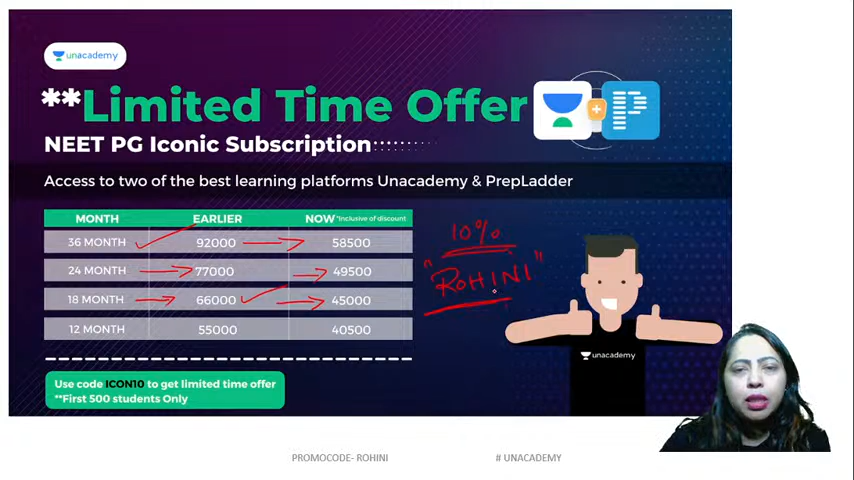 unacademy
**Limited Time Offer
NEET PG Iconic Subscription
Access to two of the best learning platforms Unacademy & PrepLadder
MONTH EARLIER NOW *Inclusive of discount
36 MONTH 92000 58500
24 MONTH 77000 49500
18 MONTH 66000 45000
12 MONTH 55000 40500
10%
"ROHINI"
unacademy
Use code ICON10 to get limited time offer
**First 500 students Only
PROMOCODE- ROHINI # UNACADEMY